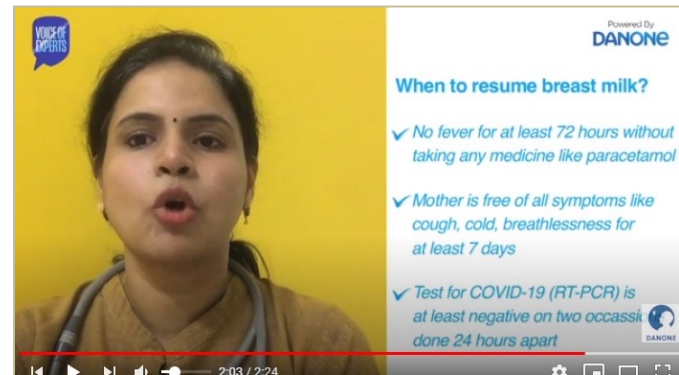 VOICE OF
EXPERTS
Powered By
DANONE
When to resume breast milk?
No fever for at least 72 hours without
taking any medicine like paracetamol
Mother is free of all symptoms like
cough, cold, breathlessness for
at least 7 days
Test for COVID-19 (RT-PCR) is
at least negative on two occassi
done 24 hours apart
DANONE
2:03 / 2:24